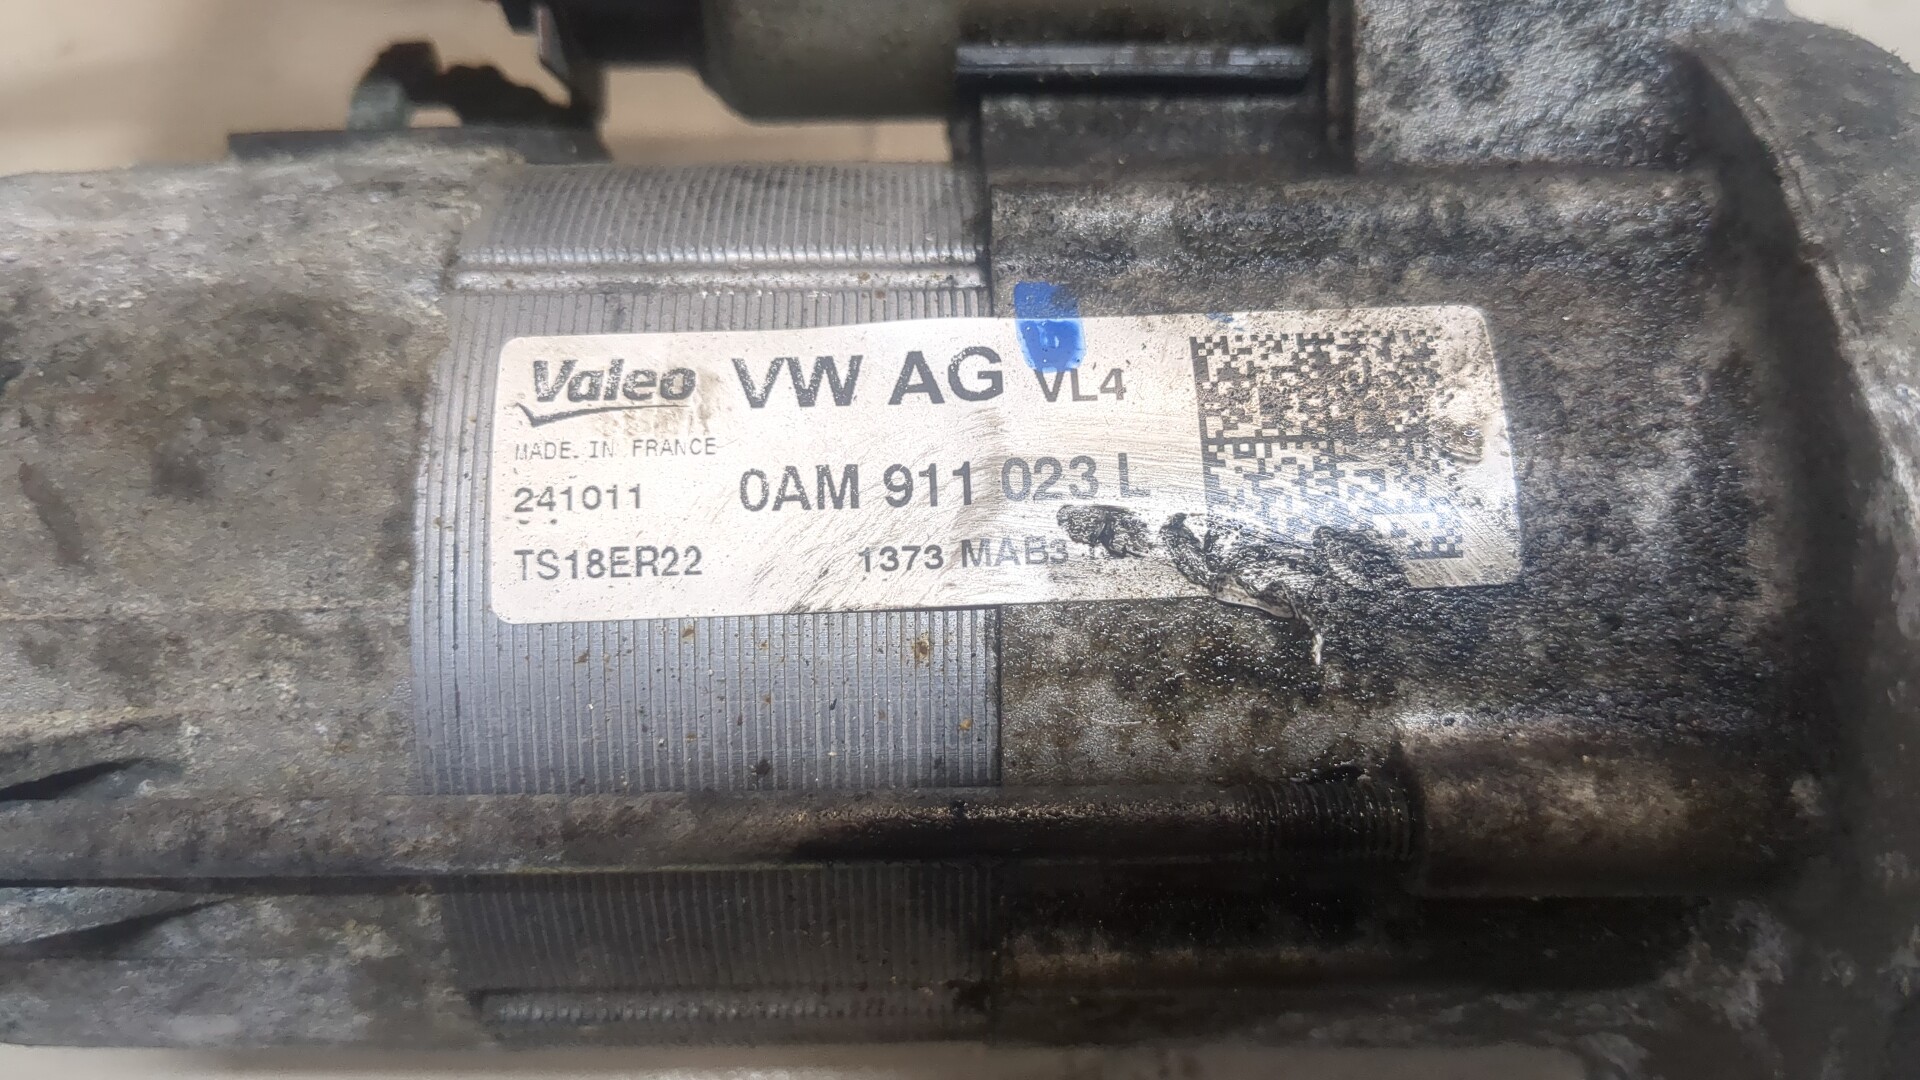 Valeo VW AG VL4
MADE IN FRANCE
241011 0AM 911 023 L
TS18ER22 1373 MAB3